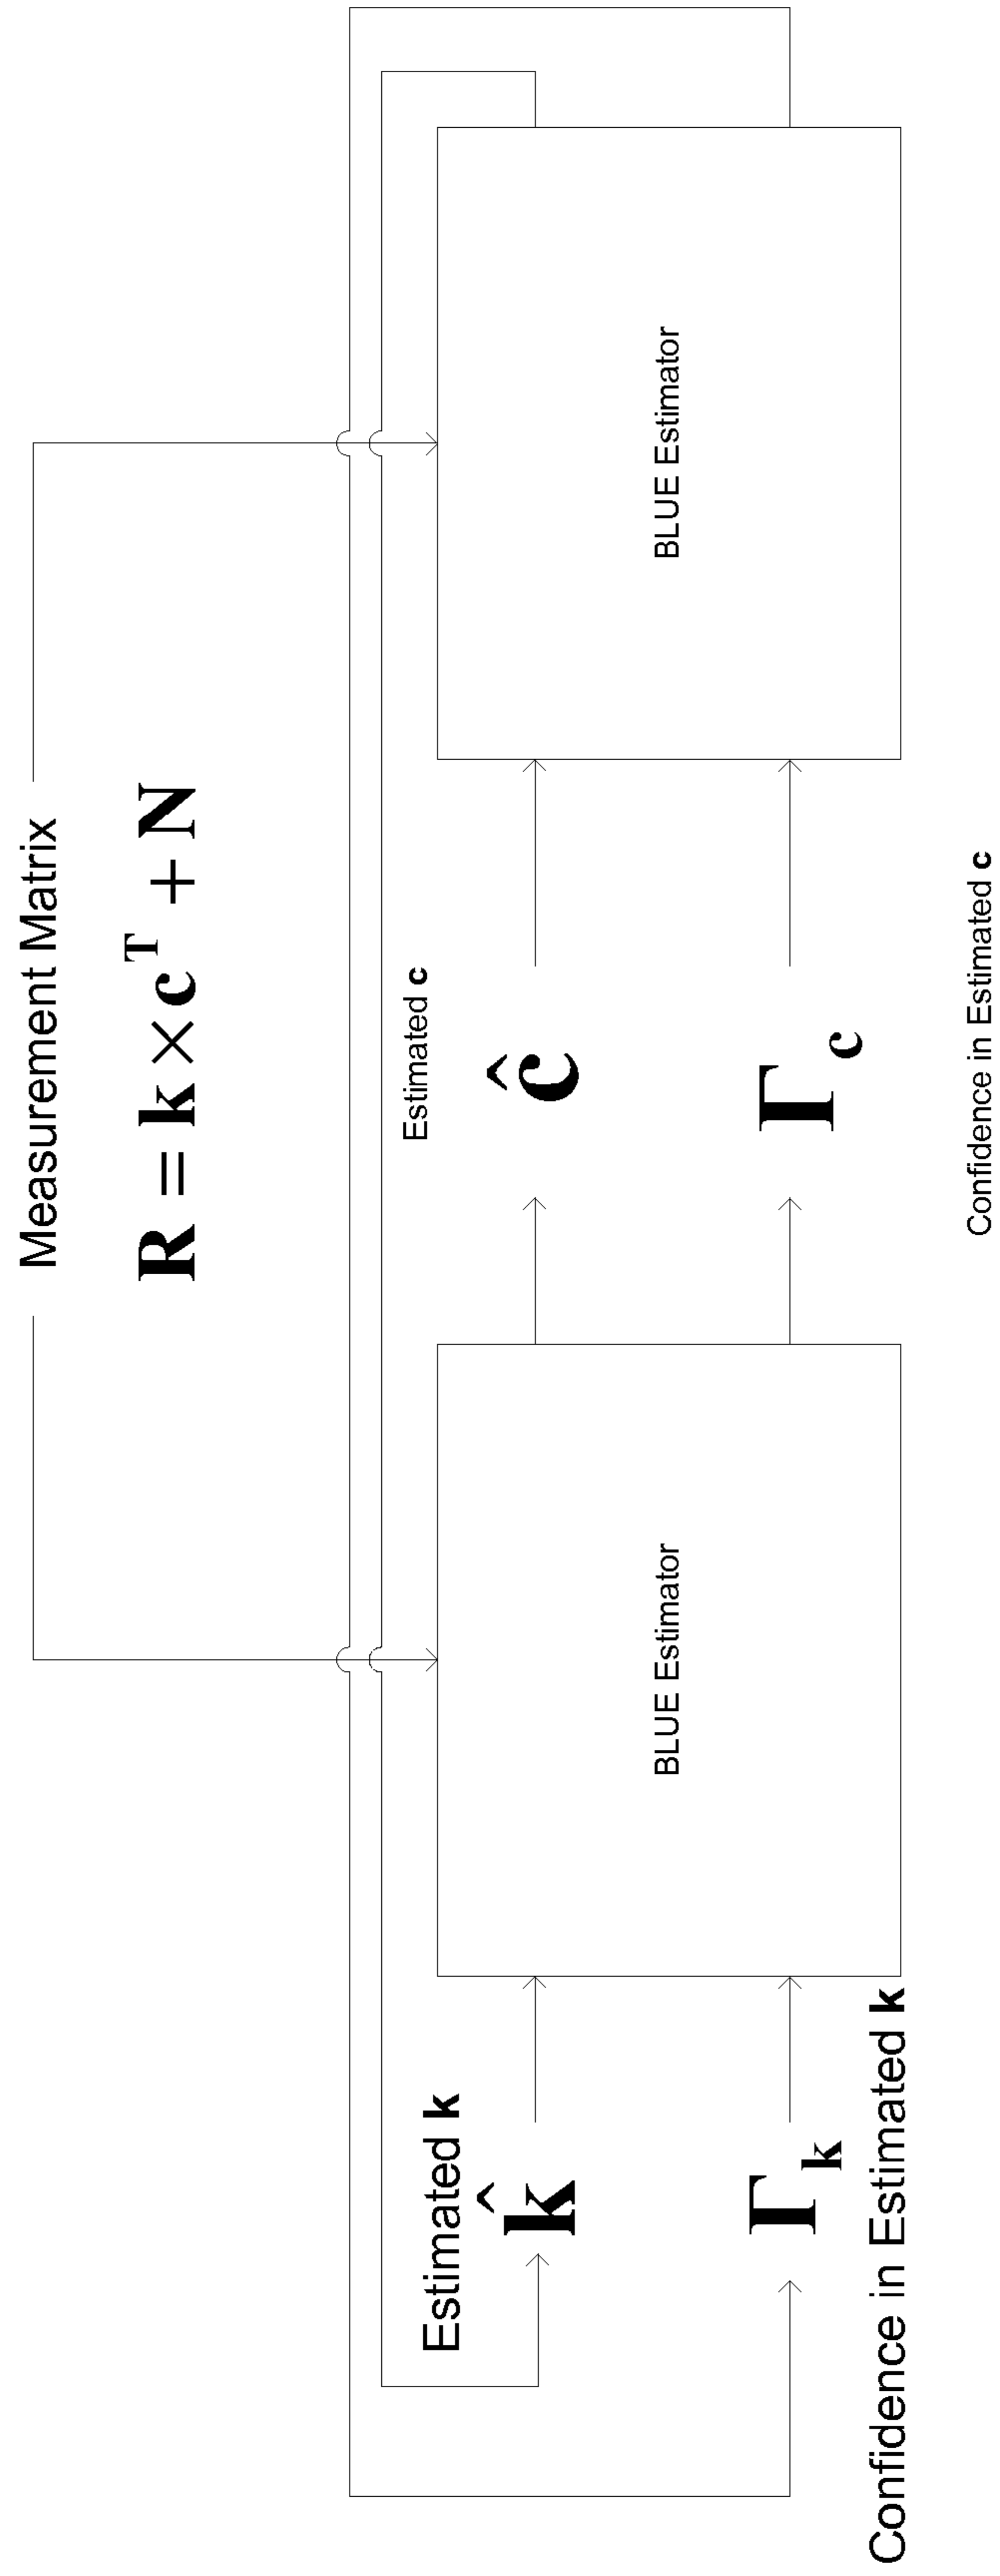 Measurement Matrix
R = k × c^T + N
Estimated k
k̂
Γ_k
Confidence in Estimated k
BLUE Estimator
Estimated c
ĉ
Γ_c
Confidence in Estimated c
BLUE Estimator